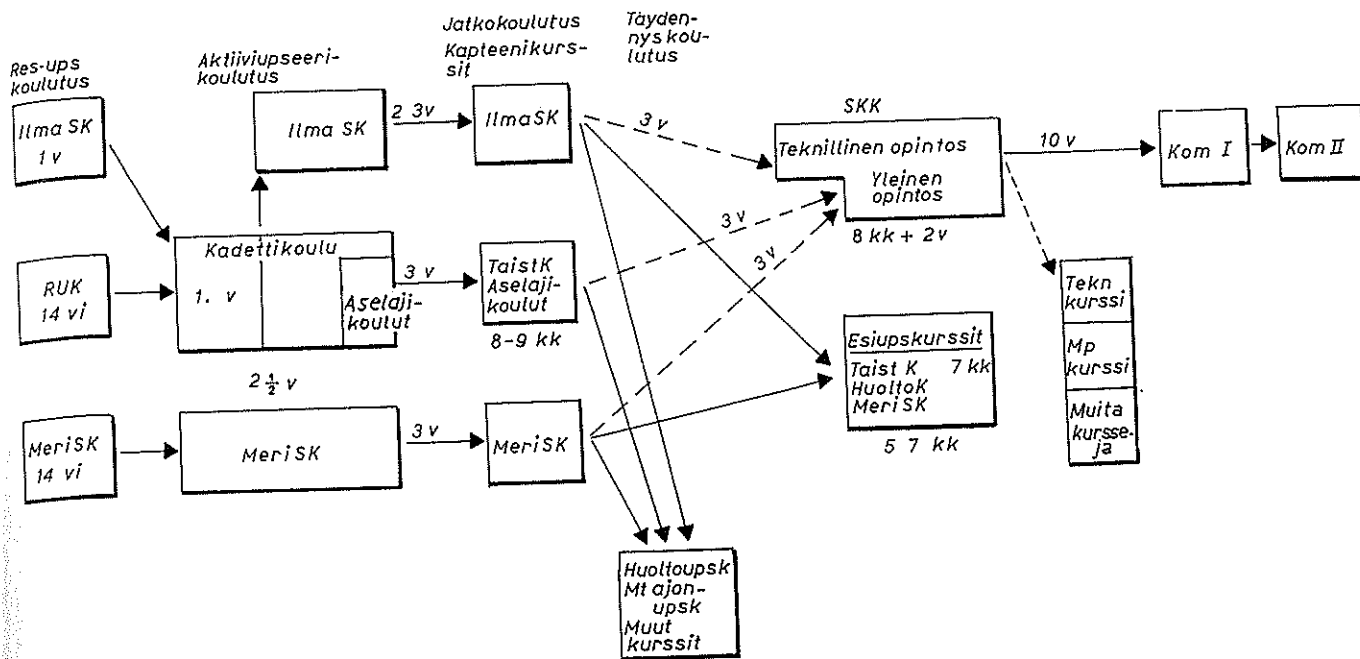 Res-ups
koulutus
Aktiiviupseeri-
koulutus
Jatkokoulutus
Kapteenikurs-
sit
Täyden-
nyskou-
lutus
Ilma SK
1 v
Ilma SK
2 3v
IlmaSK
3 v
SKK
Teknillinen opintos
Yleinen
opintos
8 kk + 2v
10 v
Kom I
Kom II
RUK
14 vi
Kadettikoulu
1. v
Aselaji-
koulut
2 ½ v
3 v
TaistK
Aselaji-
koulut
8-9 kk
3 v
3 v
Esiupskurssit
Taist K 7 kk
HuoltoK
MeriSK
5 7 kk
Tekn
kurssi
Mp
kurssi
Muita
kursse-
ja
MeriSK
14 vi
MeriSK
3 v
MeriSK
Huoltoupsk
Mt ajon-
upsk
Muut
kurssit